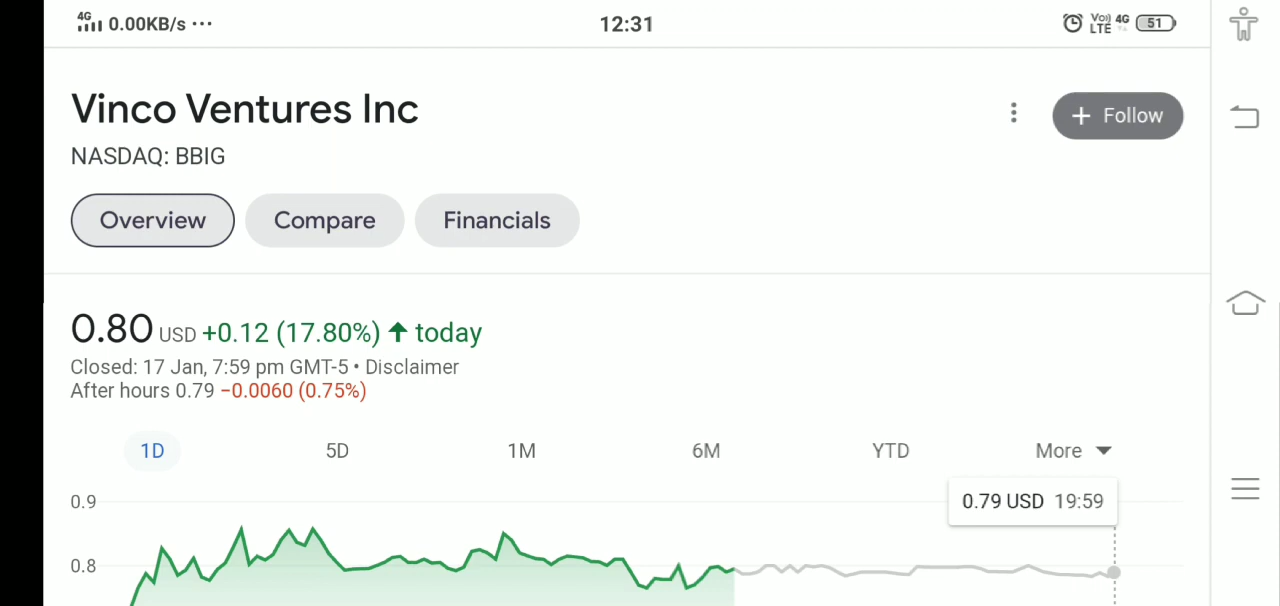 4G 0.00KB/s ··· 12:31 Vo) LTE 4G 51
Vinco Ventures Inc
+ Follow
NASDAQ: BBIG
Overview Compare Financials
0.80 USD +0.12 (17.80%) ↑ today
Closed: 17 Jan, 7:59 pm GMT-5 • Disclaimer
After hours 0.79 −0.0060 (0.75%)
1D 5D 1M 6M YTD More
0.9 0.79 USD 19:59
0.8